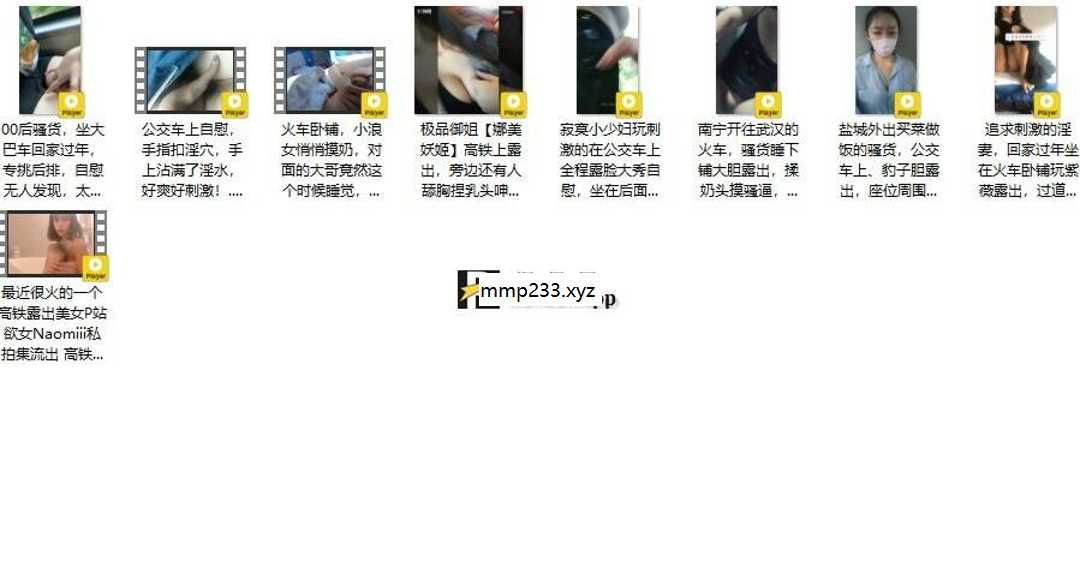 00后骚货，坐大
巴车回家过年，
专挑后排，自慰
无人发现，太...
公交车上自慰，
手指扣淫穴，手
上沾满了淫水，
好爽好刺激！....
火车卧铺，小浪
女悄悄摸奶，对
面的大哥竟然这
个时候睡觉，...
极品御姐【娜美
妖姬】高铁上露
出，旁边还有人
舔胸捏乳头呻...
寂寞小少妇玩刺
激的在公交车上
全程露脸大秀自
慰，坐在后面...
南宁开往武汉的
火车，骚货睡下
铺大胆露出，揉
奶头摸骚逼，...
盐城外出买菜做
饭的骚货，公交
车上、豹子胆露
出，座位周围...
追求刺激的淫
妻，回家过年坐
在火车卧铺玩紫
薇露出，过道...
最近很火的一个
高铁露出美女P站
欲女Naomiii私
拍集流出 高铁...
Player
Player
Player
Player
Player
Player
Player
Player
Player
mmp233.xyz